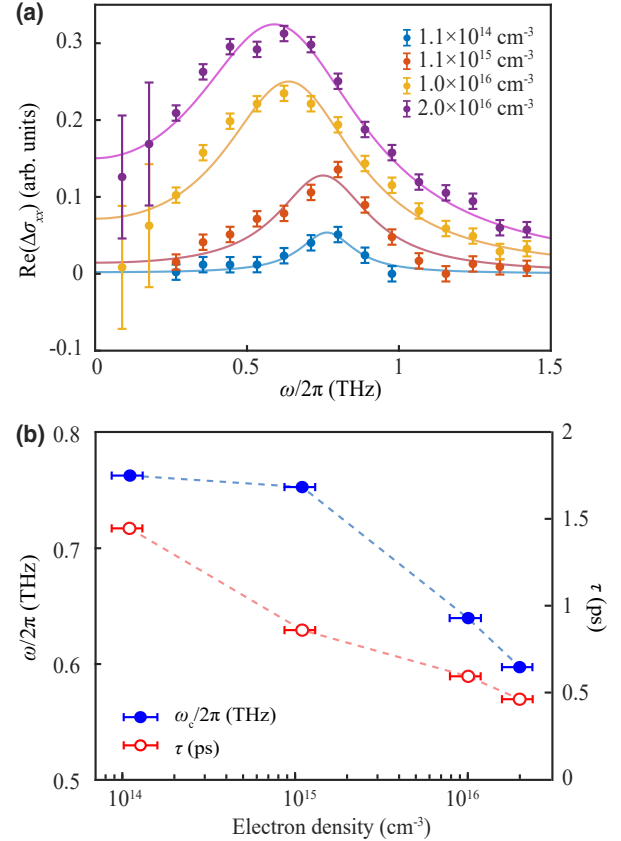 (a)
0.3
0.2
0.1
0
-0.1
Re(Δσxx) (arb. units)
1.1×10¹⁴ cm⁻³
1.1×10¹⁵ cm⁻³
1.0×10¹⁶ cm⁻³
2.0×10¹⁶ cm⁻³
0 0.5 1 1.5
ω/2π (THz)
(b)
0.8
0.7
0.6
0.5
ω/2π (THz)
2
1.5
1
0.5
0
τ (ps)
ωc/2π (THz)
τ (ps)
10¹⁴ 10¹⁵ 10¹⁶
Electron density (cm⁻³)